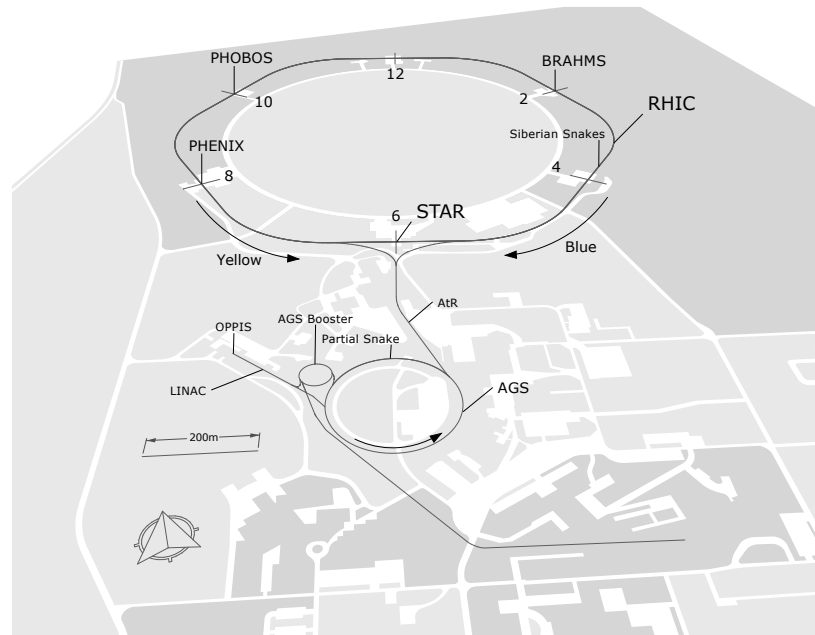 PHOBOS
12
BRAHMS
10
2
RHIC
Siberian Snakes
PHENIX
8
4
6
STAR
Yellow
Blue
AtR
AGS Booster
OPPIS
Partial Snake
LINAC
AGS
200m